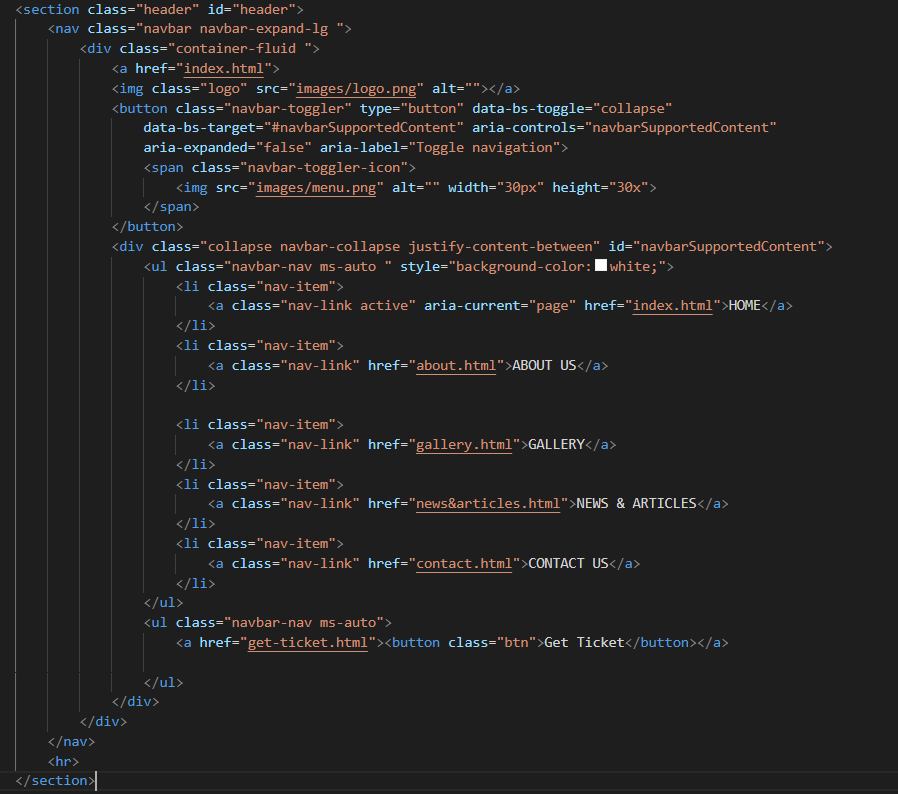 <section class="header" id="header">
<nav class="navbar navbar-expand-lg ">
<div class="container-fluid ">
<a href="index.html">
<img class="logo" src="images/logo.png" alt=""></a>
<button class="navbar-toggler" type="button" data-bs-toggle="collapse"
data-bs-target="#navbarSupportedContent" aria-controls="navbarSupportedContent"
aria-expanded="false" aria-label="Toggle navigation">
<span class="navbar-toggler-icon">
<img src="images/menu.png" alt="" width="30px" height="30x">
</span>
</button>
<div class="collapse navbar-collapse justify-content-between" id="navbarSupportedContent">
<ul class="navbar-nav ms-auto " style="background-color: white;">
<li class="nav-item">
<a class="nav-link active" aria-current="page" href="index.html">HOME</a>
</li>
<li class="nav-item">
<a class="nav-link" href="about.html">ABOUT US</a>
</li>
<li class="nav-item">
<a class="nav-link" href="gallery.html">GALLERY</a>
</li>
<li class="nav-item">
<a class="nav-link" href="news&articles.html">NEWS & ARTICLES</a>
</li>
<li class="nav-item">
<a class="nav-link" href="contact.html">CONTACT US</a>
</li>
</ul>
<ul class="navbar-nav ms-auto">
<a href="get-ticket.html"><button class="btn">Get Ticket</button></a>
</ul>
</div>
</div>
</nav>
<hr>
</section>